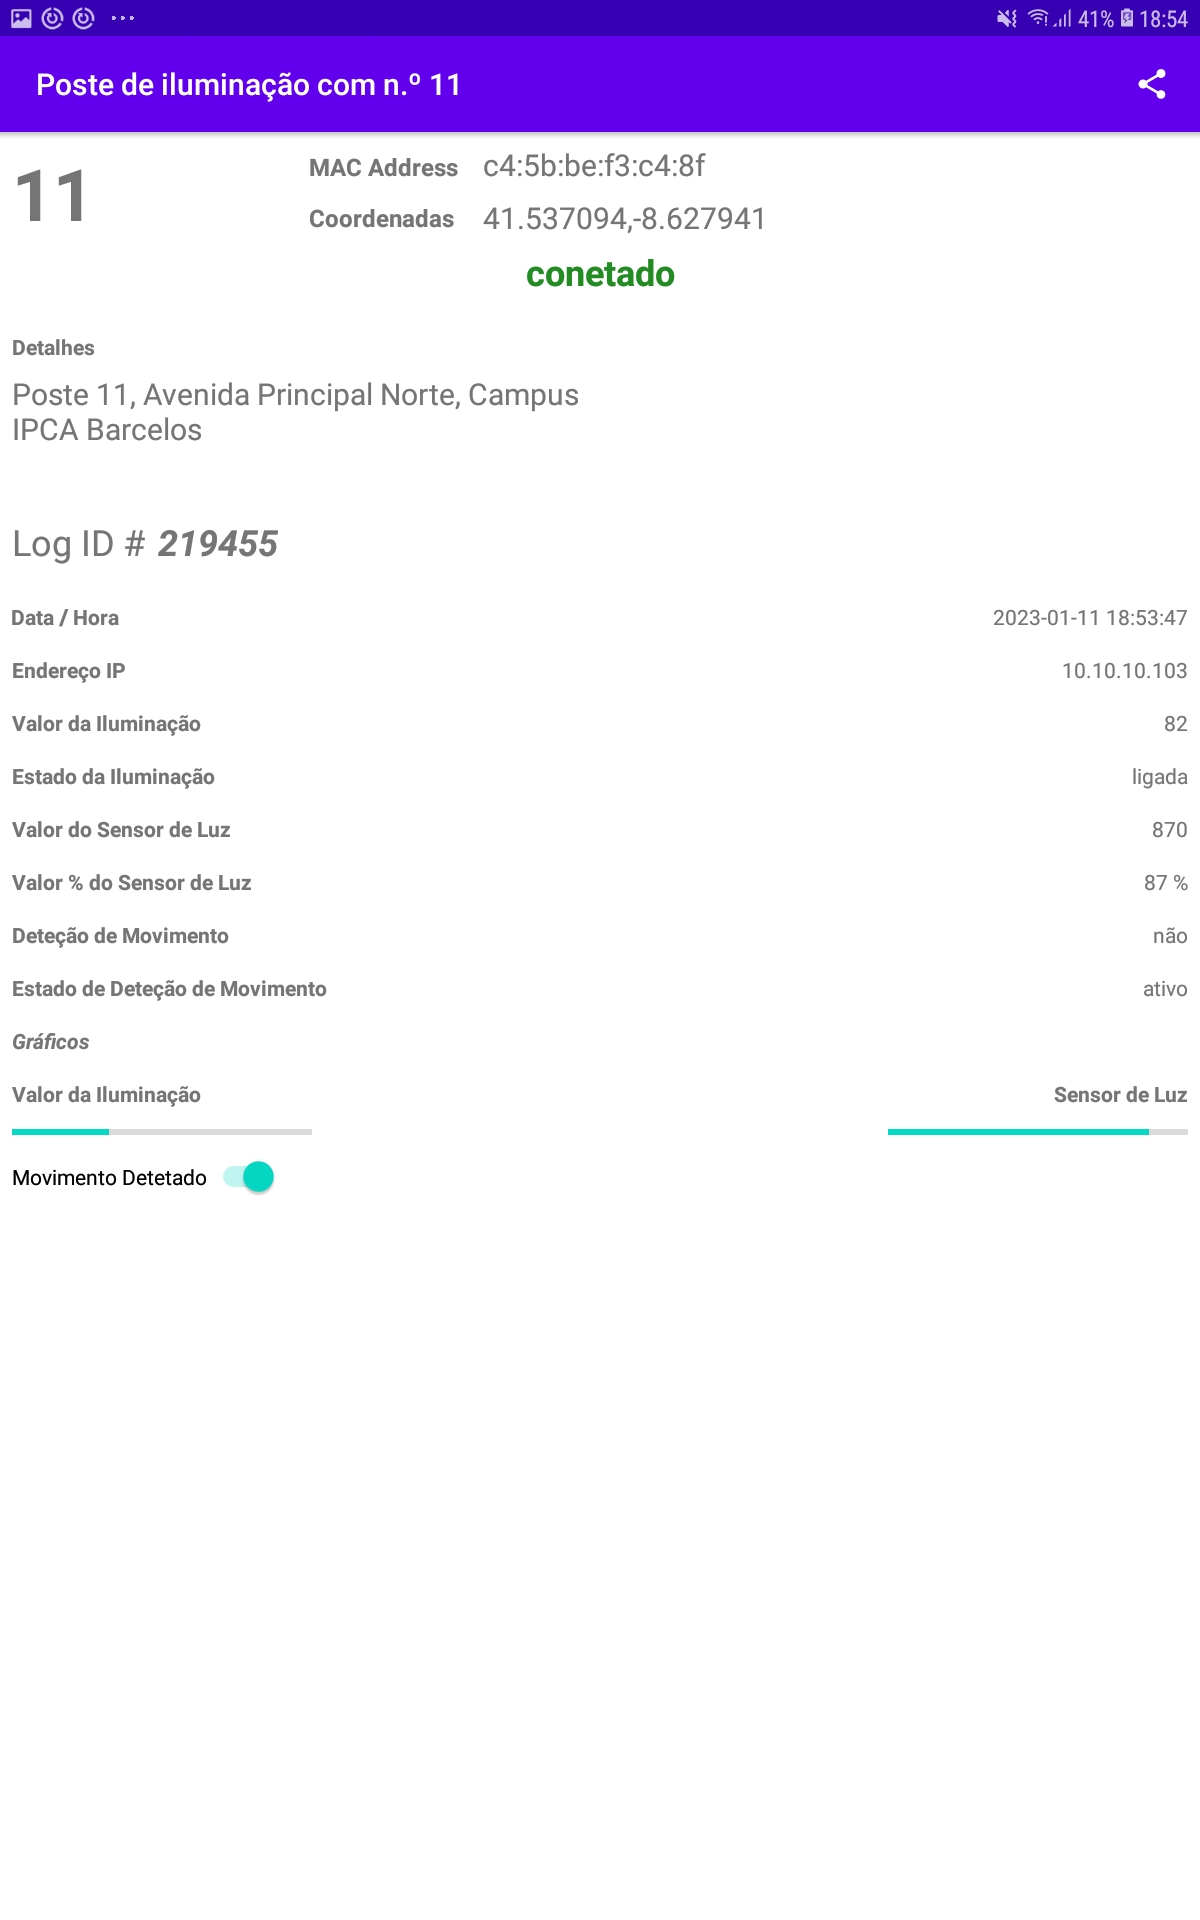 41% 18:54
Poste de iluminação com n.º 11
11
MAC Address c4:5b:be:f3:c4:8f
Coordenadas 41.537094,-8.627941
conetado
Detalhes
Poste 11, Avenida Principal Norte, Campus
IPCA Barcelos
Log ID # 219455
Data / Hora 2023-01-11 18:53:47
Endereço IP 10.10.10.103
Valor da Iluminação 82
Estado da Iluminação ligada
Valor do Sensor de Luz 870
Valor % do Sensor de Luz 87 %
Deteção de Movimento não
Estado de Deteção de Movimento ativo
Gráficos
Valor da Iluminação Sensor de Luz
Movimento Detetado